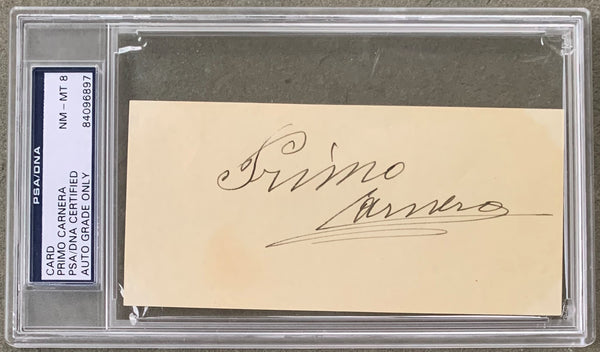 PSA/DNA
CARD
PRIMO CARNERA
PSA/DNA CERTIFIED
AUTO GRADE ONLY
NM - MT 8
84096897
Primo
Carnera